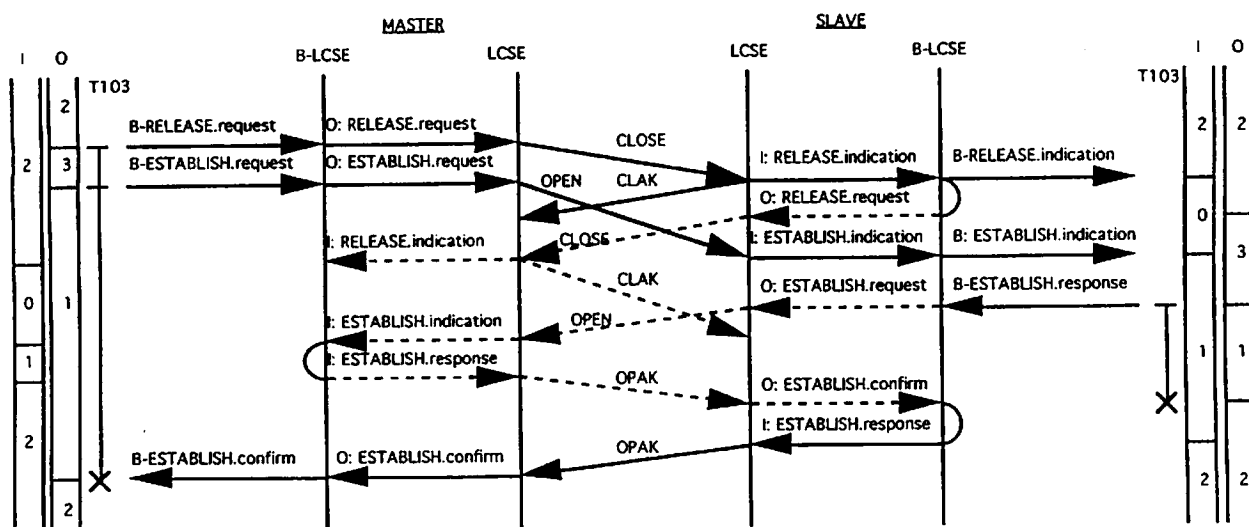 MASTER
SLAVE
I O
B-LCSE
LCSE
LCSE
B-LCSE
I O
T103
T103
2
B-RELEASE.request
O: RELEASE.request
CLOSE
2
2
2
3
B-ESTABLISH.request
O: ESTABLISH.request
I: RELEASE.indication
B-RELEASE.indication
OPEN
CLAK
O: RELEASE.request
0
I: RELEASE.indication
CLOSE
I: ESTABLISH.indication
B: ESTABLISH.indication
3
CLAK
O: ESTABLISH.request
B-ESTABLISH.response
0
1
I: ESTABLISH.indication
OPEN
1
I: ESTABLISH.response
1
1
OPAK
O: ESTABLISH.confirm
I: ESTABLISH.response
2
B-ESTABLISH.confirm
O: ESTABLISH.confirm
OPAK
2
2
2